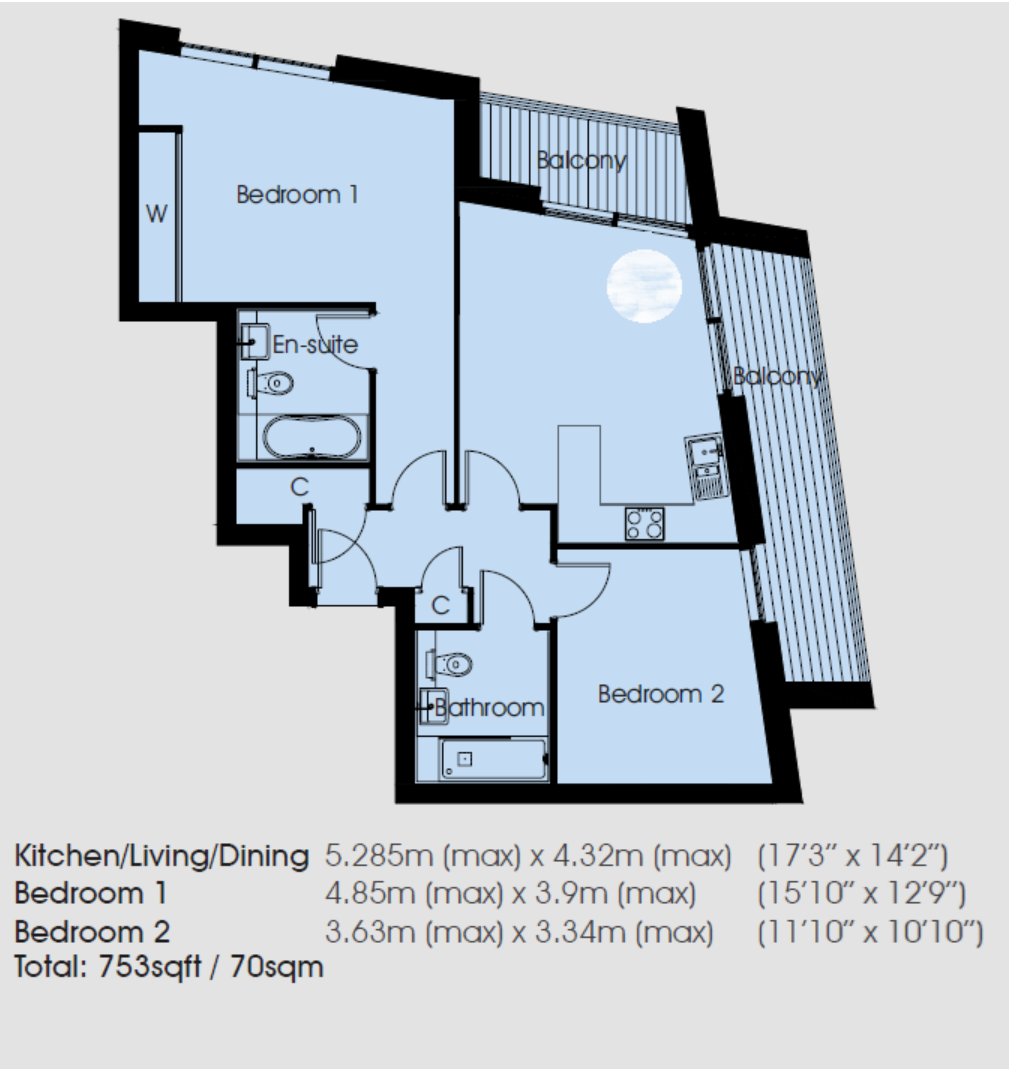 Balcony
Bedroom 1
W
En-suite
Balcony
C
C
Bedroom 2
Bathroom
Kitchen/Living/Dining 5.285m (max) x 4.32m (max) (17'3" x 14'2")
Bedroom 1 4.85m (max) x 3.9m (max) (15'10" x 12'9")
Bedroom 2 3.63m (max) x 3.34m (max) (11'10" x 10'10")
Total: 753sqft / 70sqm